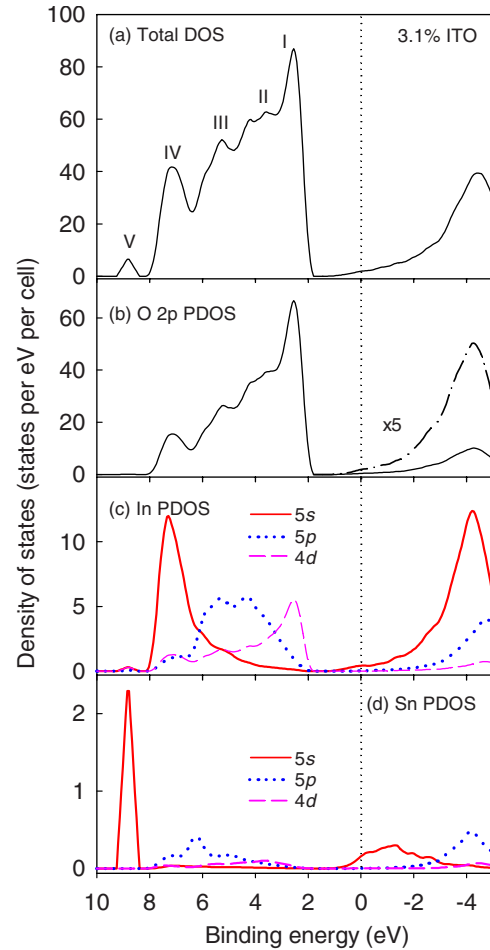 (a) Total DOS
I
3.1% ITO
II
III
IV
V
100
80
60
40
20
0
Density of states (states per eV per cell)
(b) O 2p PDOS
x5
60
40
20
0
(c) In PDOS
5s
5p
4d
10
5
0
(d) Sn PDOS
5s
5p
4d
2
1
0
10 8 6 4 2 0 -2 -4
Binding energy (eV)